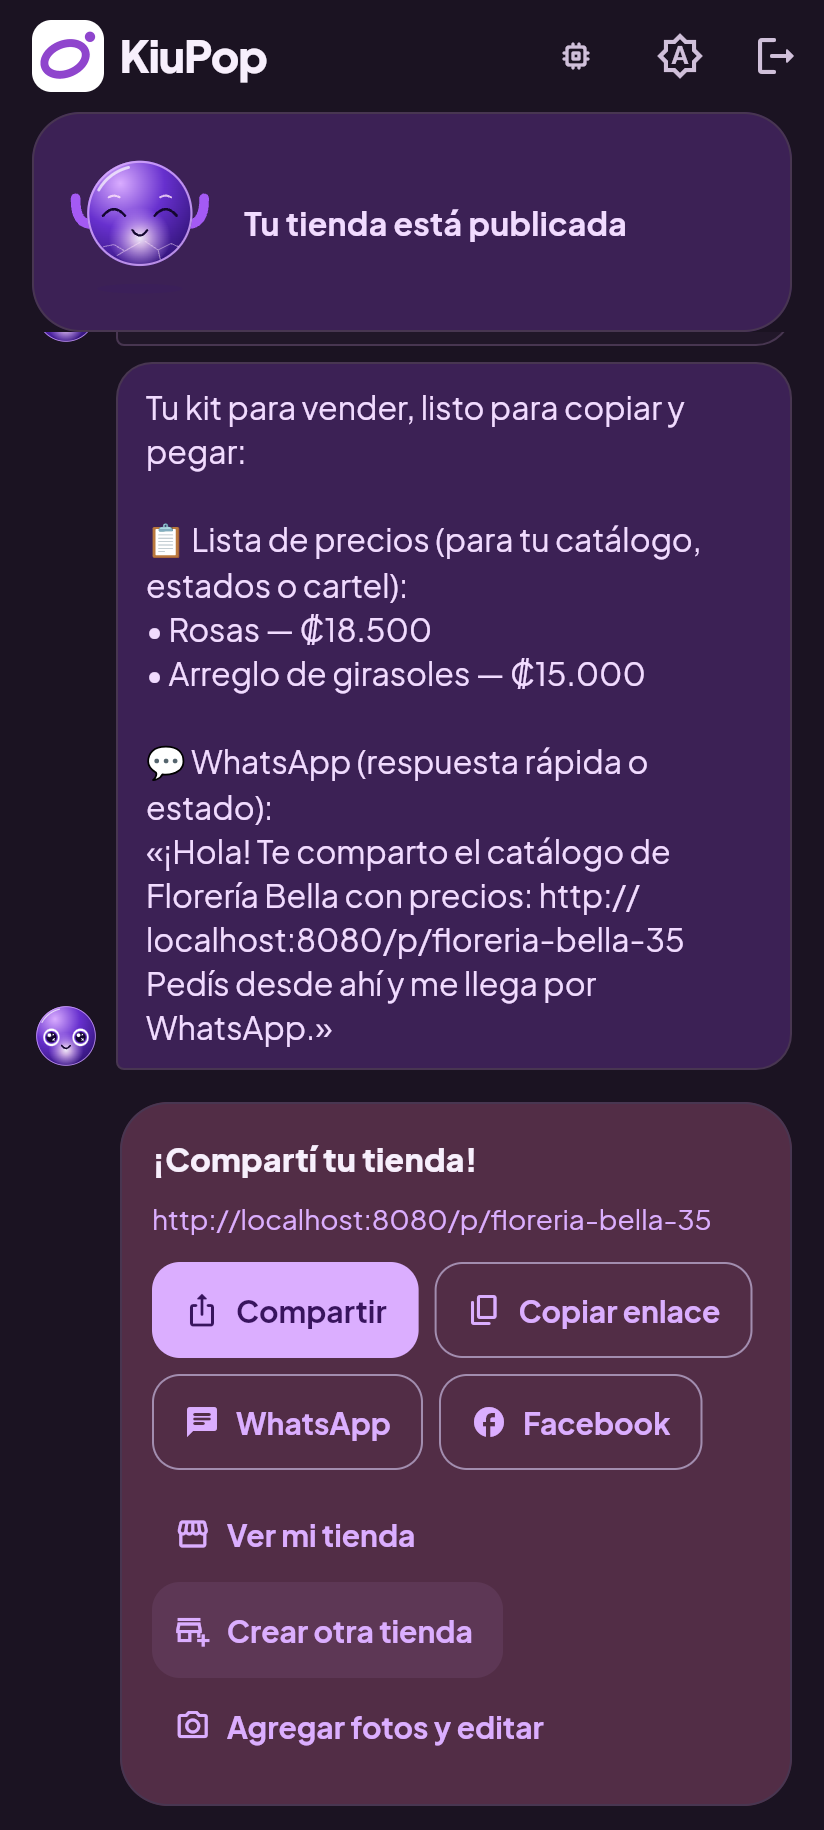 KiuPop
A
Tu tienda está publicada
Tu kit para vender, listo para copiar y
pegar:
📋 Lista de precios (para tu catálogo,
estados o cartel):
• Rosas — ₡18.500
• Arreglo de girasoles — ₡15.000
💬 WhatsApp (respuesta rápida o
estado):
«¡Hola! Te comparto el catálogo de
Florería Bella con precios: http://
localhost:8080/p/floreria-bella-35
Pedís desde ahí y me llega por
WhatsApp.»
¡Compartí tu tienda!
http://localhost:8080/p/floreria-bella-35
Compartir
Copiar enlace
WhatsApp
Facebook
Ver mi tienda
Crear otra tienda
Agregar fotos y editar